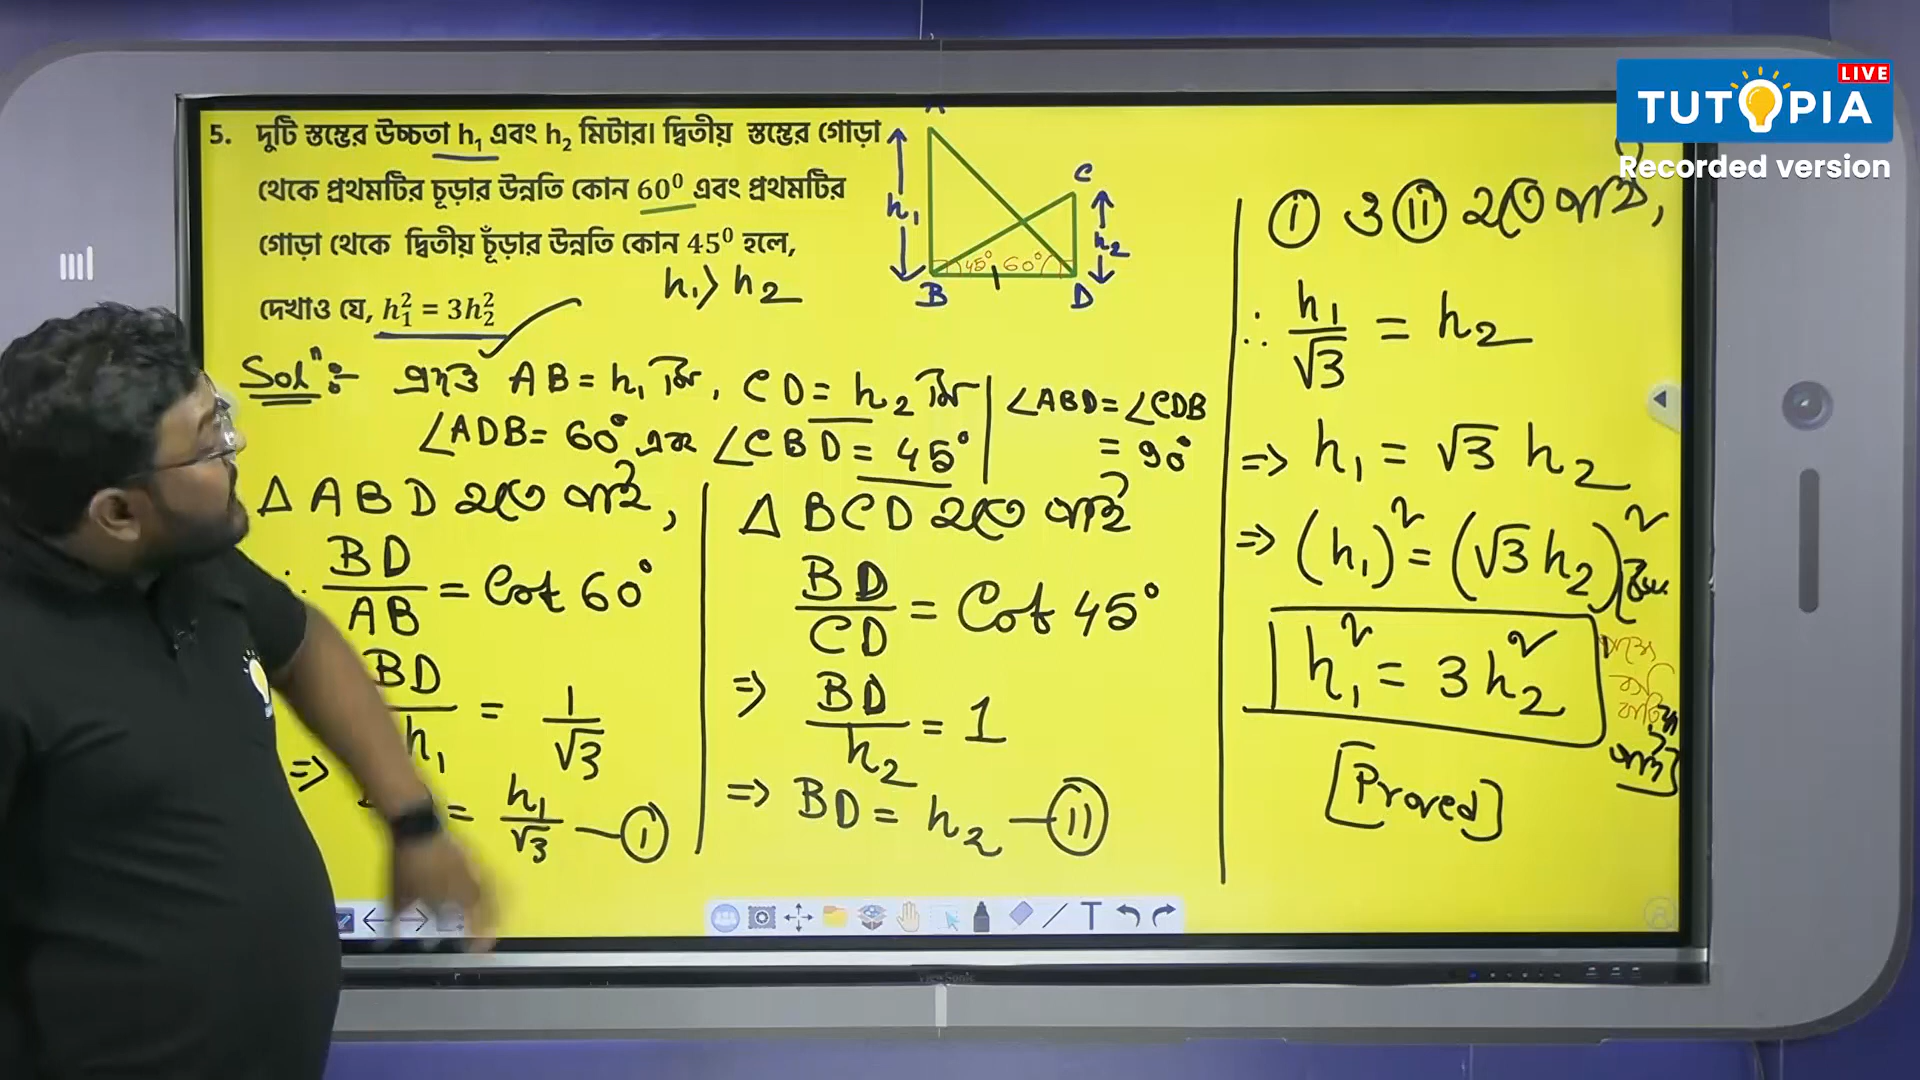 TUTOPIA LIVE
Recorded version
5. দুটি স্তম্ভের উচ্চতা h₁ এবং h₂ মিটার। দ্বিতীয় স্তম্ভের গোড়া
থেকে প্রথমটির চূড়ার উন্নতি কোন 60⁰ এবং প্রথমটির
গোড়া থেকে দ্বিতীয় চুঁড়ার উন্নতি কোন 45⁰ হলে,
h₁ > h₂
দেখাও যে, h₁² = 3h₂²
A
C
h₁
h₂
45° 60°
B D
Solⁿ :- প্রদত্ত AB = h₁ মি, CD = h₂ মি
∠ADB = 60° এবং ∠CBD = 45°
∠ABD = ∠CDB
= 90°
Δ ABD হতে পাই,
BD/AB = Cot 60°
BD/h₁ = 1/√3
⇒ = h₁/√3 — (i)
Δ BCD হতে পাই
BD/CD = Cot 45°
⇒ BD/h₂ = 1
⇒ BD = h₂ — (ii)
(i) ও (ii) হতে পাই,
∴ h₁/√3 = h₂
⇒ h₁ = √3 h₂
⇒ (h₁)² = (√3 h₂)²
h₁² = 3h₂²
[Proved]
T
ViewSonic